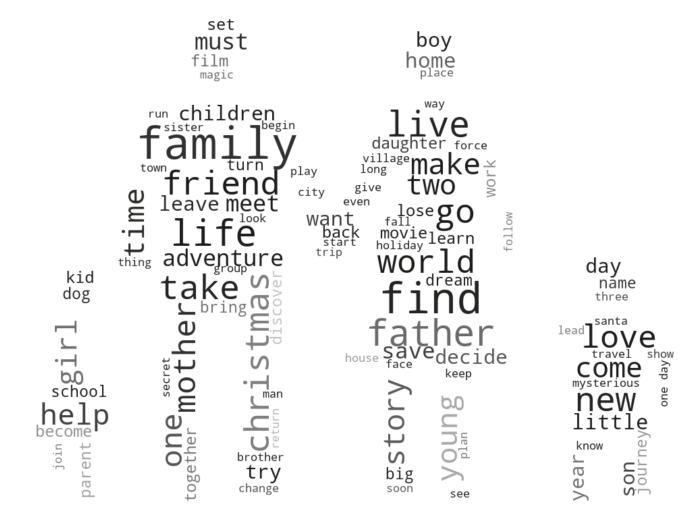 set
must
film
magic
boy
home
place
run
children
sister
begin
family
town
turn
play
friend
city
time
leave meet
look
life
thing
adventure
group
take
bring
christmas
discover
mother
secret
one
together
man
return
brother
try
change
way
live
daughter
force
village
make
long
work
give
two
even
want
lose
go
fall
back
movie
start
holiday
learn
trip
follow
world
dream
find
father
save
decide
house
face
keep
story
young
plan
big
soon
see
kid
dog
girl
school
help
become
join
parent
day
name
three
santa
lead
love
travel
show
come
mysterious
one day
new
little
know
year
son
journey